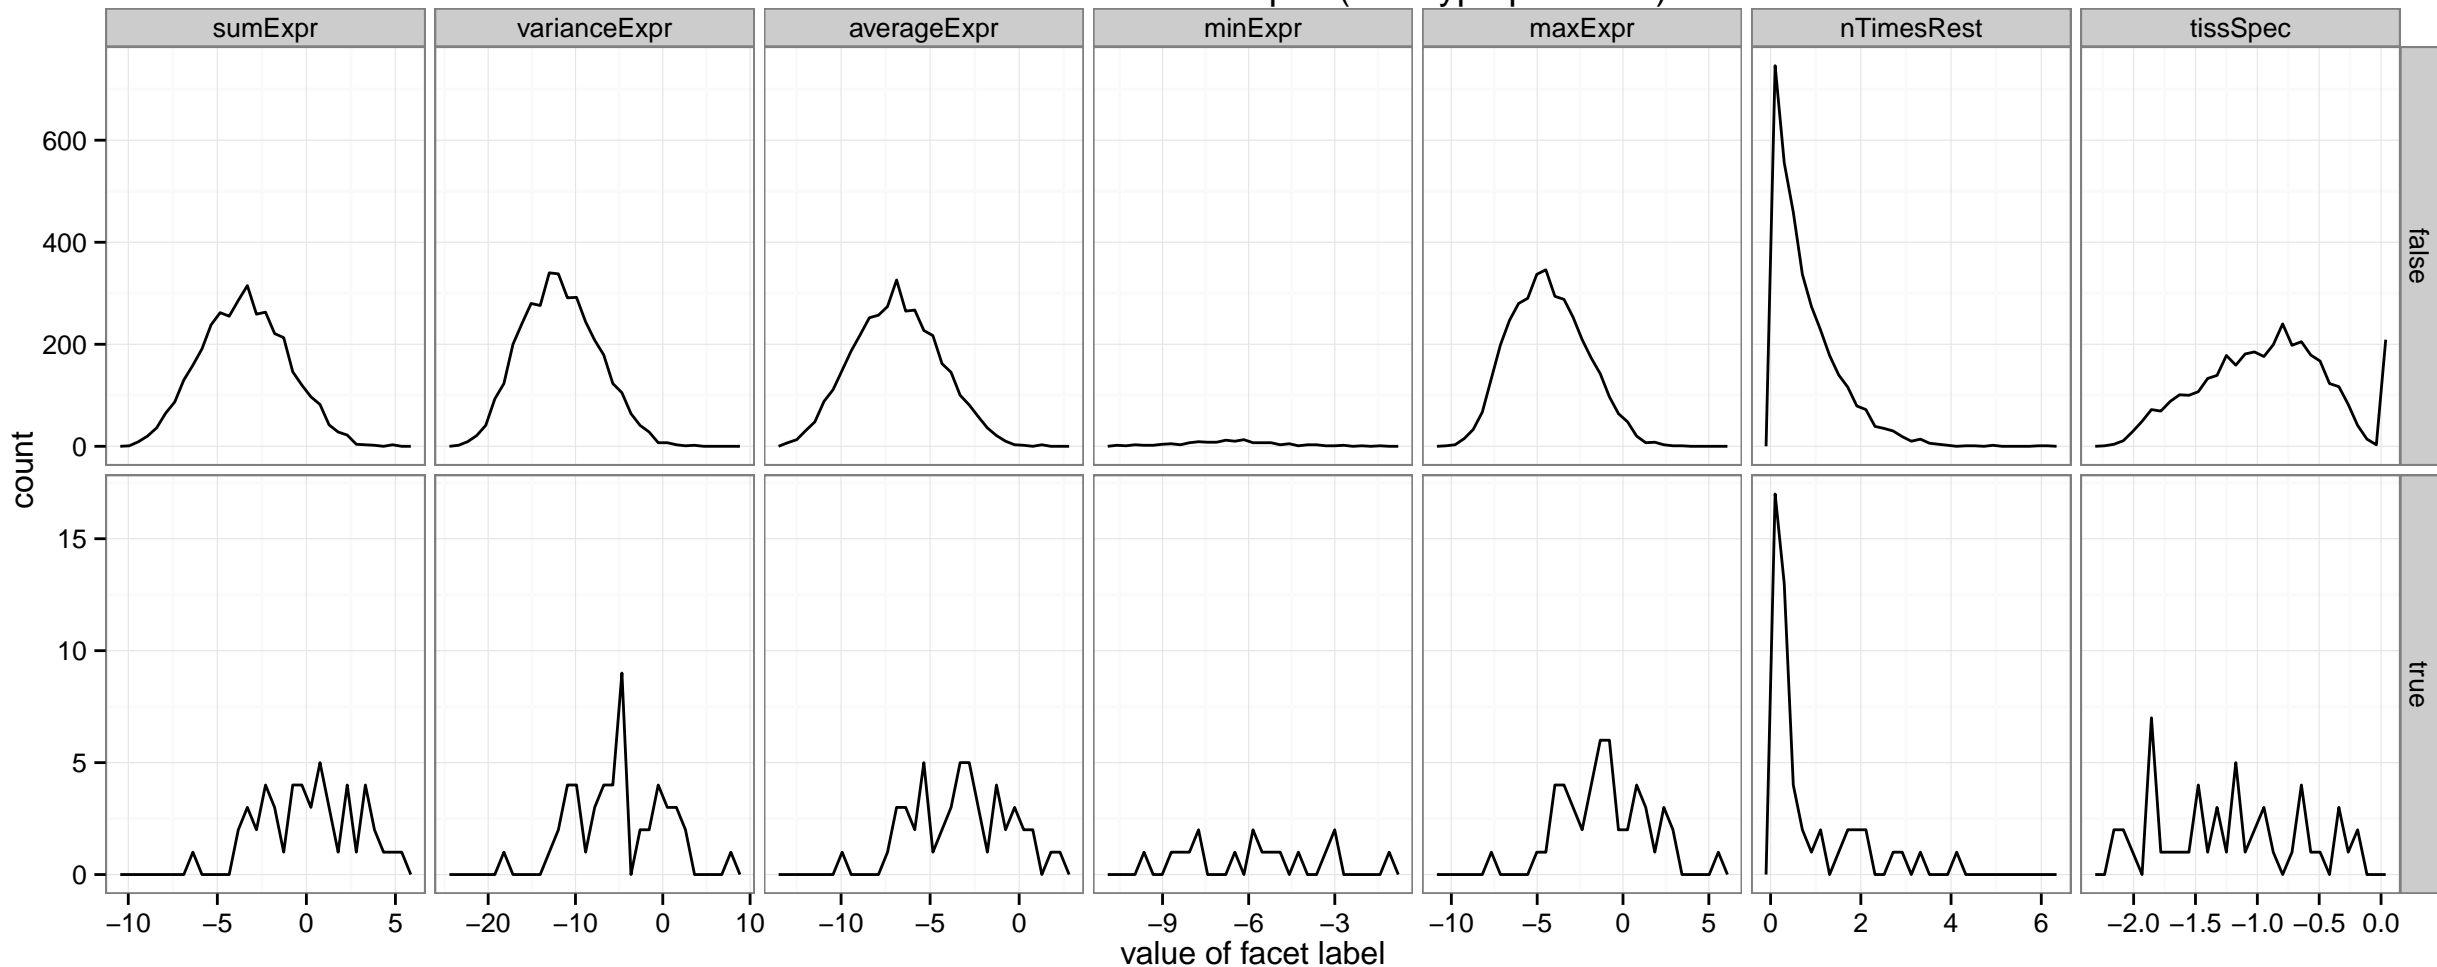 sumExpr varianceExpr averageExpr minExpr maxExpr nTimesRest tissSpec
600
400
200
0
false
15
10
5
0
true
count
−10 −5 0 5 −20 −10 0 10 −10 −5 0 −9 −6 −3 −10 −5 0 5 0 2 4 6 −2.0 −1.5 −1.0 −0.5 0.0
value of facet label